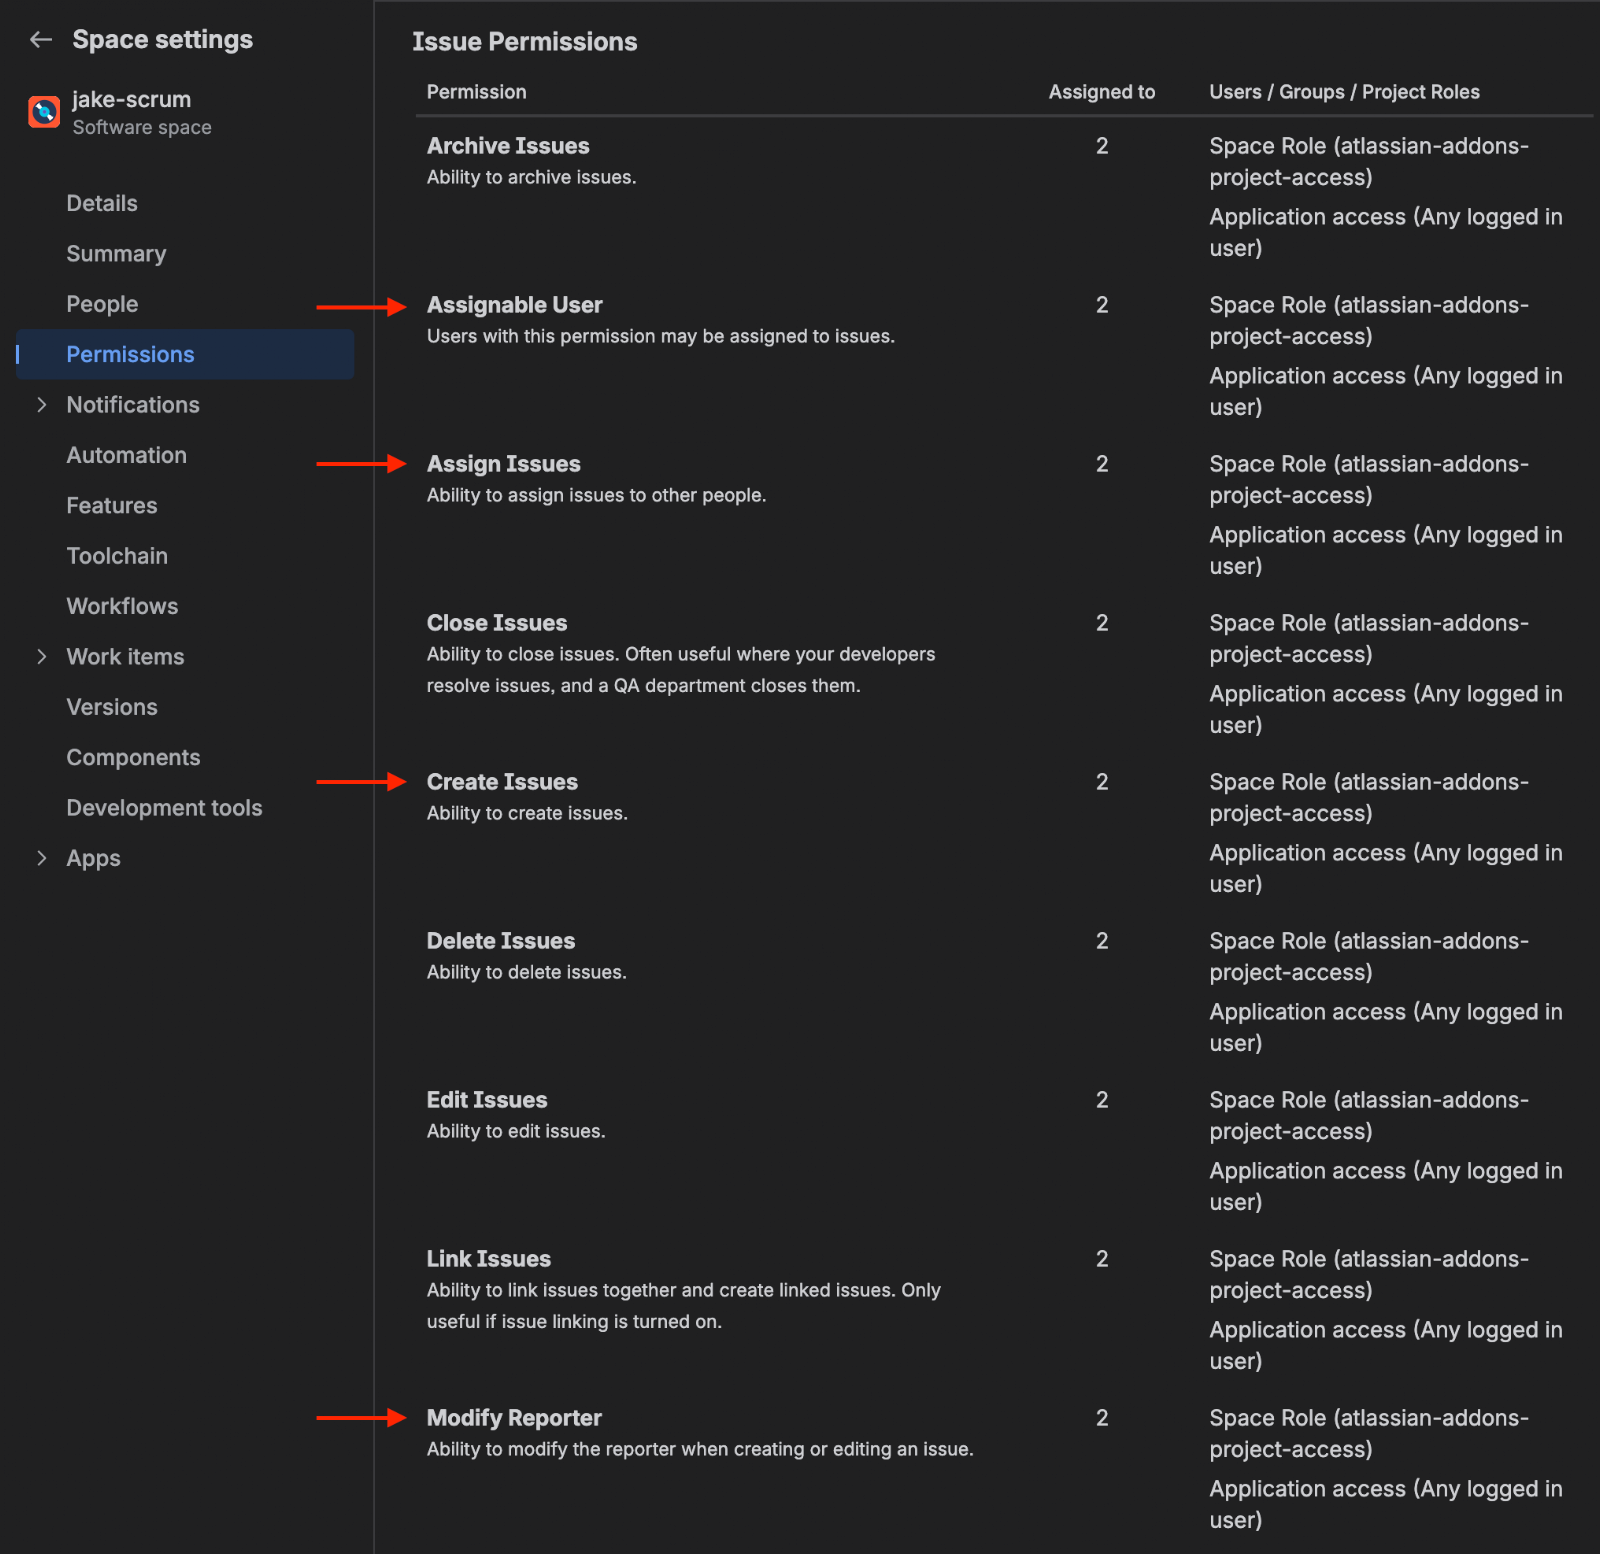 Space settings
jake-scrum
Software space
Details
Summary
People
Permissions
Notifications
Automation
Features
Toolchain
Workflows
Work items
Versions
Components
Development tools
Apps
Issue Permissions
Permission
Assigned to
Users / Groups / Project Roles
Archive Issues
Ability to archive issues.
2
Space Role (atlassian-addons-
project-access)
Application access (Any logged in
user)
Assignable User
Users with this permission may be assigned to issues.
2
Space Role (atlassian-addons-
project-access)
Application access (Any logged in
user)
Assign Issues
Ability to assign issues to other people.
2
Space Role (atlassian-addons-
project-access)
Application access (Any logged in
user)
Close Issues
Ability to close issues. Often useful where your developers
resolve issues, and a QA department closes them.
2
Space Role (atlassian-addons-
project-access)
Application access (Any logged in
user)
Create Issues
Ability to create issues.
2
Space Role (atlassian-addons-
project-access)
Application access (Any logged in
user)
Delete Issues
Ability to delete issues.
2
Space Role (atlassian-addons-
project-access)
Application access (Any logged in
user)
Edit Issues
Ability to edit issues.
2
Space Role (atlassian-addons-
project-access)
Application access (Any logged in
user)
Link Issues
Ability to link issues together and create linked issues. Only
useful if issue linking is turned on.
2
Space Role (atlassian-addons-
project-access)
Application access (Any logged in
user)
Modify Reporter
Ability to modify the reporter when creating or editing an issue.
2
Space Role (atlassian-addons-
project-access)
Application access (Any logged in
user)